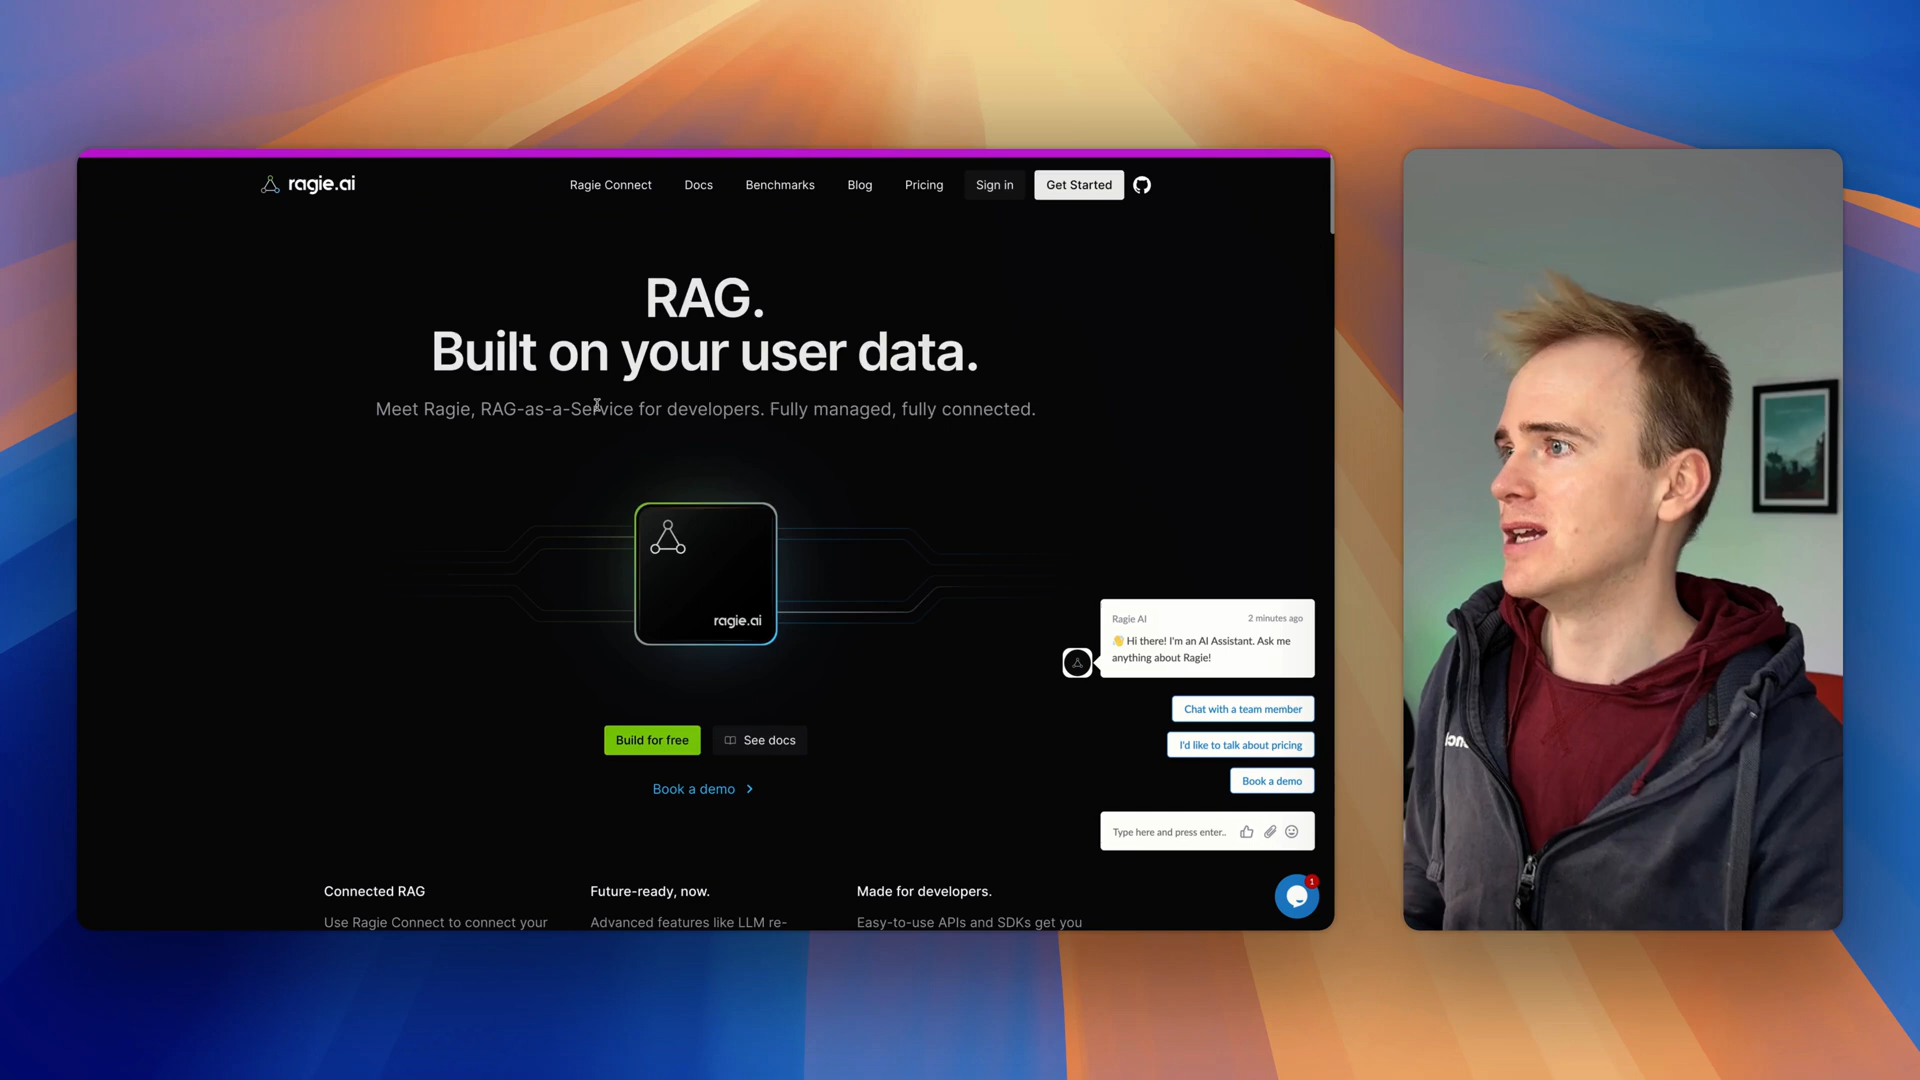 ragie.ai
Ragie Connect
Docs
Benchmarks
Blog
Pricing
Sign in
Get Started
RAG.
Built on your user data.
Meet Ragie, RAG-as-a-Service for developers. Fully managed, fully connected.
ragie.ai
Build for free
See docs
Book a demo
Ragie AI
2 minutes ago
👋 Hi there! I'm an AI Assistant. Ask me
anything about Ragie!
Chat with a team member
I'd like to talk about pricing
Book a demo
Type here and press enter..
1
Connected RAG
Use Ragie Connect to connect your
Future-ready, now.
Advanced features like LLM re-
Made for developers.
Easy-to-use APIs and SDKs get you